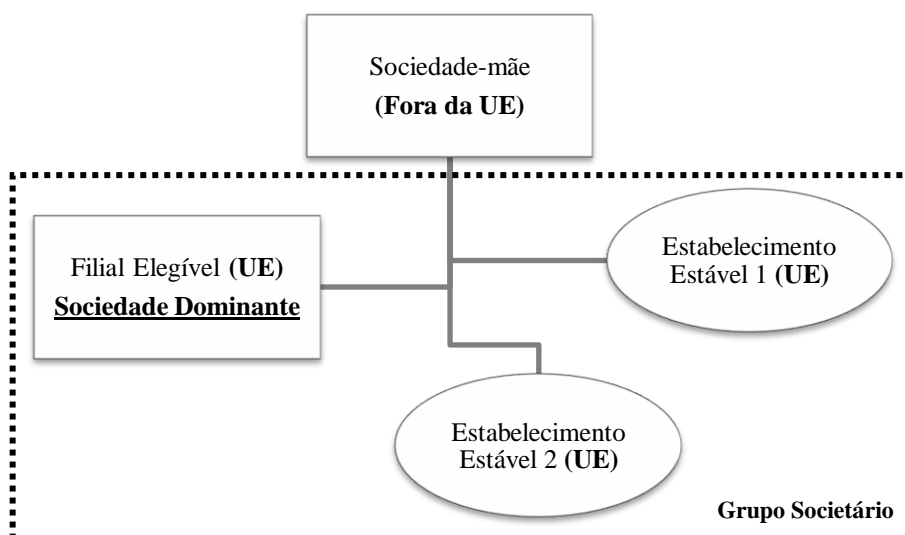 Sociedade-mãe
(Fora da UE)
Filial Elegível (UE)
Sociedade Dominante
Estabelecimento
Estável 1 (UE)
Estabelecimento
Estável 2 (UE)
Grupo Societário